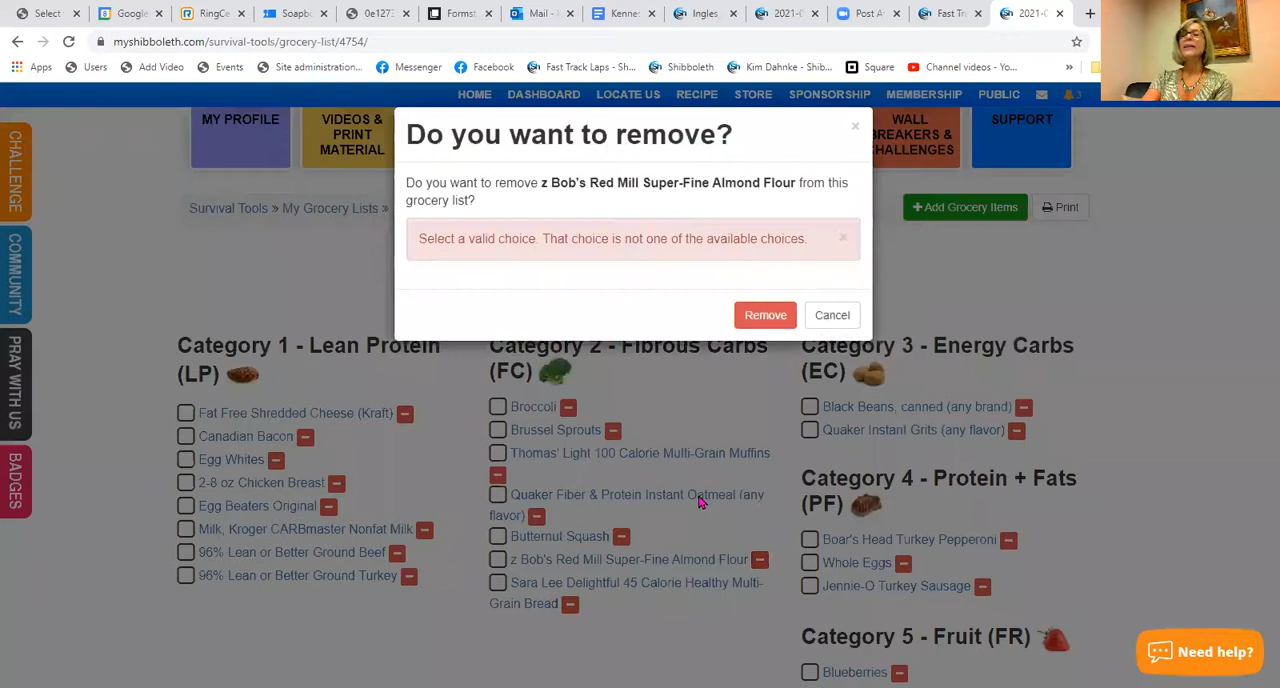 Select
Google
RingCe
Soapb
0e1273
Formst
Mail -
Kenne
Ingles
2021-0
Post A
Fast Tr
2021-0
myshibboleth.com/survival-tools/grocery-list/4754/
Apps Users Add Video Events Site administration... Messenger Facebook Fast Track Laps - Sh... Shibboleth Kim Dahnke - Shib... Square Channel videos - Yo... »
HOME DASHBOARD LOCATE US RECIPE STORE SPONSORSHIP MEMBERSHIP PUBLIC 3
MY PROFILE
VIDEOS &
PRINT
MATERIAL
WALL
BREAKERS &
CHALLENGES
SUPPORT
CHALLENGE
COMMUNITY
PRAY WITH US
BADGES
Survival Tools » My Grocery Lists »
+ Add Grocery Items
Print
Do you want to remove?
×
Do you want to remove z Bob's Red Mill Super-Fine Almond Flour from this
grocery list?
Select a valid choice. That choice is not one of the available choices. ×
Remove Cancel
Category 1 - Lean Protein
(LP)
Fat Free Shredded Cheese (Kraft)
Canadian Bacon
Egg Whites
2-8 oz Chicken Breast
Egg Beaters Original
Milk, Kroger CARBmaster Nonfat Milk
96% Lean or Better Ground Beef
96% Lean or Better Ground Turkey
Category 2 - Fibrous Carbs
(FC)
Broccoli
Brussel Sprouts
Thomas' Light 100 Calorie Multi-Grain Muffins
Quaker Fiber & Protein Instant Oatmeal (any
flavor)
Butternut Squash
z Bob's Red Mill Super-Fine Almond Flour
Sara Lee Delightful 45 Calorie Healthy Multi-
Grain Bread
Category 3 - Energy Carbs
(EC)
Black Beans, canned (any brand)
Quaker Instant Grits (any flavor)
Category 4 - Protein + Fats
(PF)
Boar's Head Turkey Pepperoni
Whole Eggs
Jennie-O Turkey Sausage
Category 5 - Fruit (FR)
Blueberries
Need help?